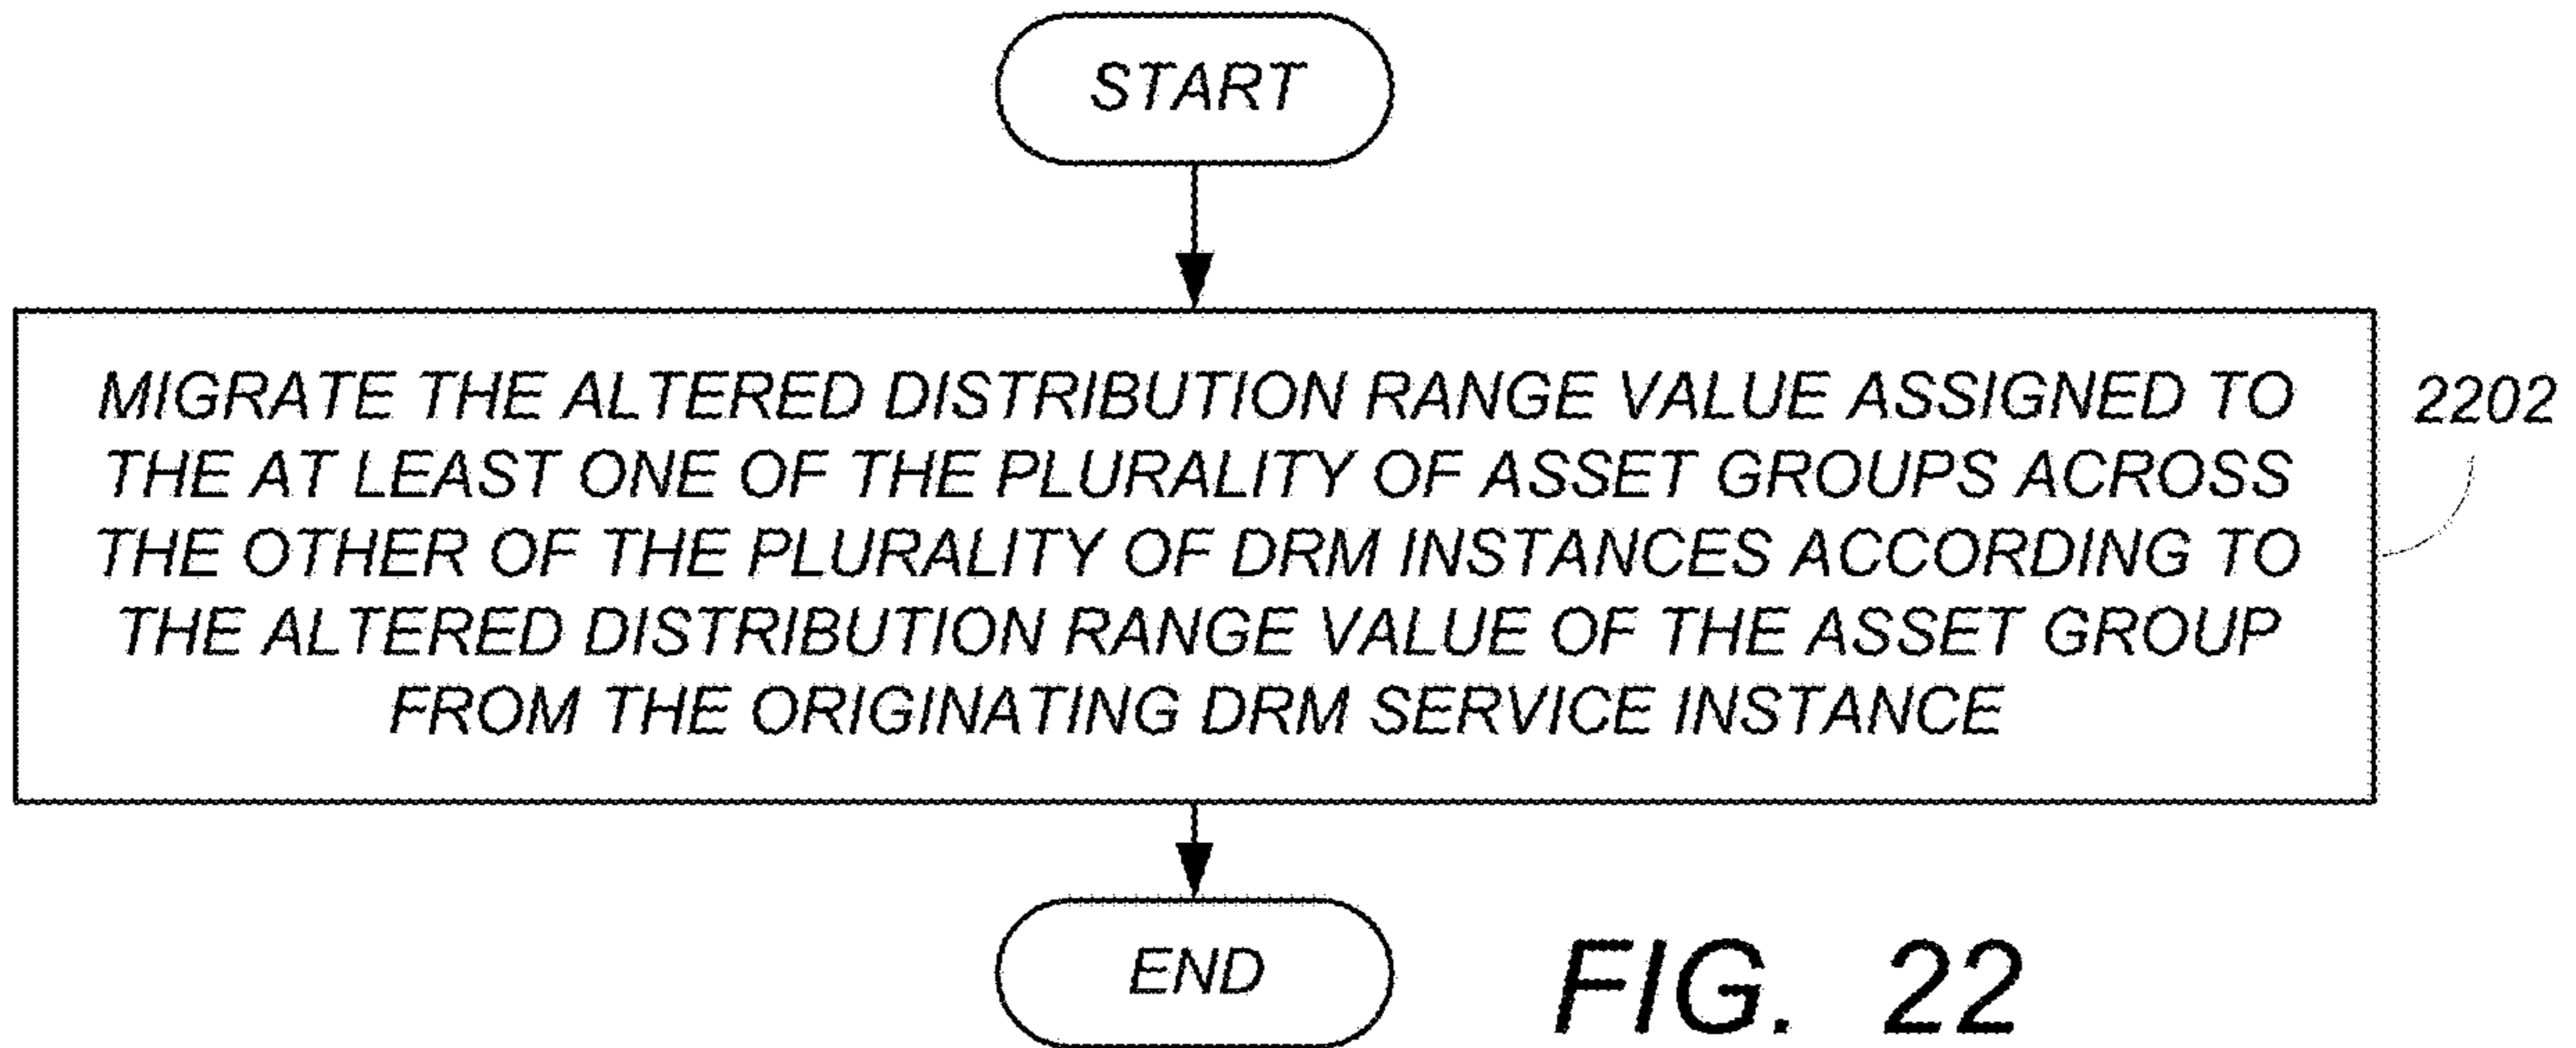 START
MIGRATE THE ALTERED DISTRIBUTION RANGE VALUE ASSIGNED TO
THE AT LEAST ONE OF THE PLURALITY OF ASSET GROUPS ACROSS
THE OTHER OF THE PLURALITY OF DRM INSTANCES ACCORDING TO
THE ALTERED DISTRIBUTION RANGE VALUE OF THE ASSET GROUP
FROM THE ORIGINATING DRM SERVICE INSTANCE
2202
END
FIG. 22